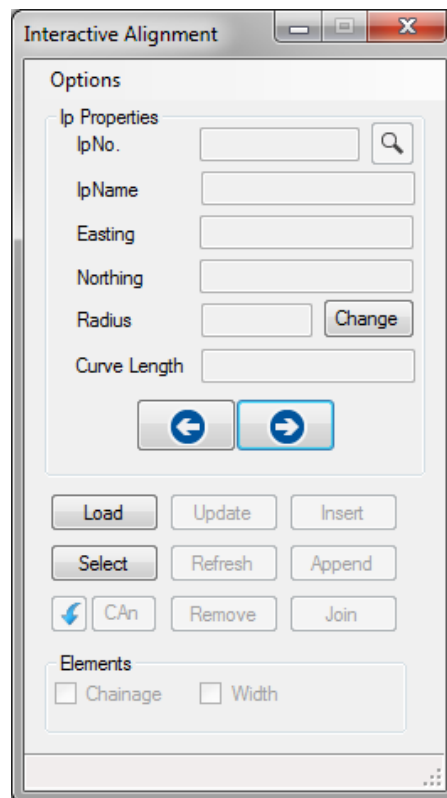 Interactive Alignment
Options
Ip Properties
IpNo.
IpName
Easting
Northing
Radius Change
Curve Length
Load Update Insert
Select Refresh Append
CAn Remove Join
Elements
Chainage Width